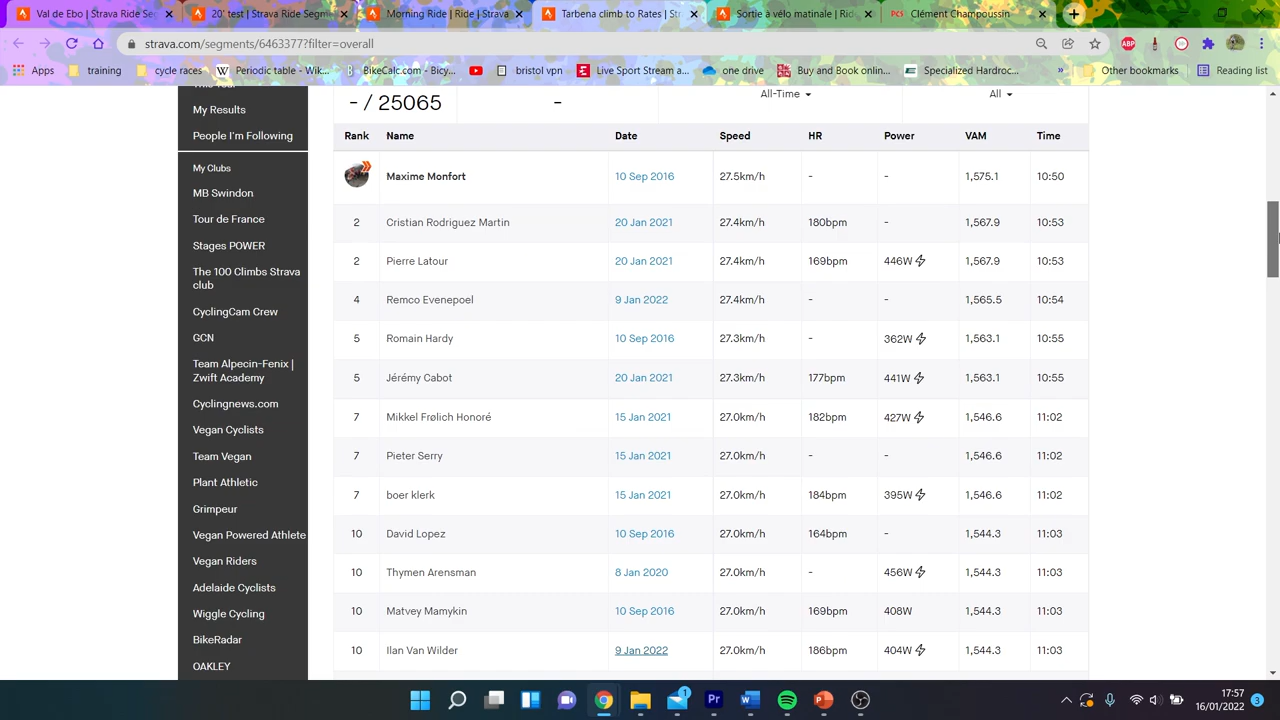 Val de Ebo | Strava Ride Seg
20' test | Strava Ride Segm
Morning Ride | Ride | Strava
Tarbena climb to Rates | St
Sortie à vélo matinale | Rid
PCS Clément Champoussin
strava.com/segments/6463377?filter=overall
ABP
Apps training cycle races W Periodic table - Wik... BikeCalc.com - Bicy... bristol vpn Live Sport Stream a... one drive Buy and Book onlin... Specialized Hardroc... » Other bookmarks Reading list
My Results
People I'm Following
My Clubs
MB Swindon
Tour de France
Stages POWER
The 100 Climbs Strava
club
CyclingCam Crew
GCN
Team Alpecin-Fenix |
Zwift Academy
Cyclingnews.com
Vegan Cyclists
Team Vegan
Plant Athletic
Grimpeur
Vegan Powered Athlete
Vegan Riders
Adelaide Cyclists
Wiggle Cycling
BikeRadar
OAKLEY
- / 25065 - All-Time All
Rank Name Date Speed HR Power VAM Time
Maxime Monfort 10 Sep 2016 27.5km/h - - 1,575.1 10:50
2 Cristian Rodriguez Martin 20 Jan 2021 27.4km/h 180bpm - 1,567.9 10:53
2 Pierre Latour 20 Jan 2021 27.4km/h 169bpm 446W 1,567.9 10:53
4 Remco Evenepoel 9 Jan 2022 27.4km/h - - 1,565.5 10:54
5 Romain Hardy 10 Sep 2016 27.3km/h - 362W 1,563.1 10:55
5 Jérémy Cabot 20 Jan 2021 27.3km/h 177bpm 441W 1,563.1 10:55
7 Mikkel Frølich Honoré 15 Jan 2021 27.0km/h 182bpm 427W 1,546.6 11:02
7 Pieter Serry 15 Jan 2021 27.0km/h - - 1,546.6 11:02
7 boer klerk 15 Jan 2021 27.0km/h 184bpm 395W 1,546.6 11:02
10 David Lopez 10 Sep 2016 27.0km/h 164bpm - 1,544.3 11:03
10 Thymen Arensman 8 Jan 2020 27.0km/h - 456W 1,544.3 11:03
10 Matvey Mamykin 10 Sep 2016 27.0km/h 169bpm 408W 1,544.3 11:03
10 Ilan Van Wilder 9 Jan 2022 27.0km/h 186bpm 404W 1,544.3 11:03
1
Pr
W
P
17:57
16/01/2022
3